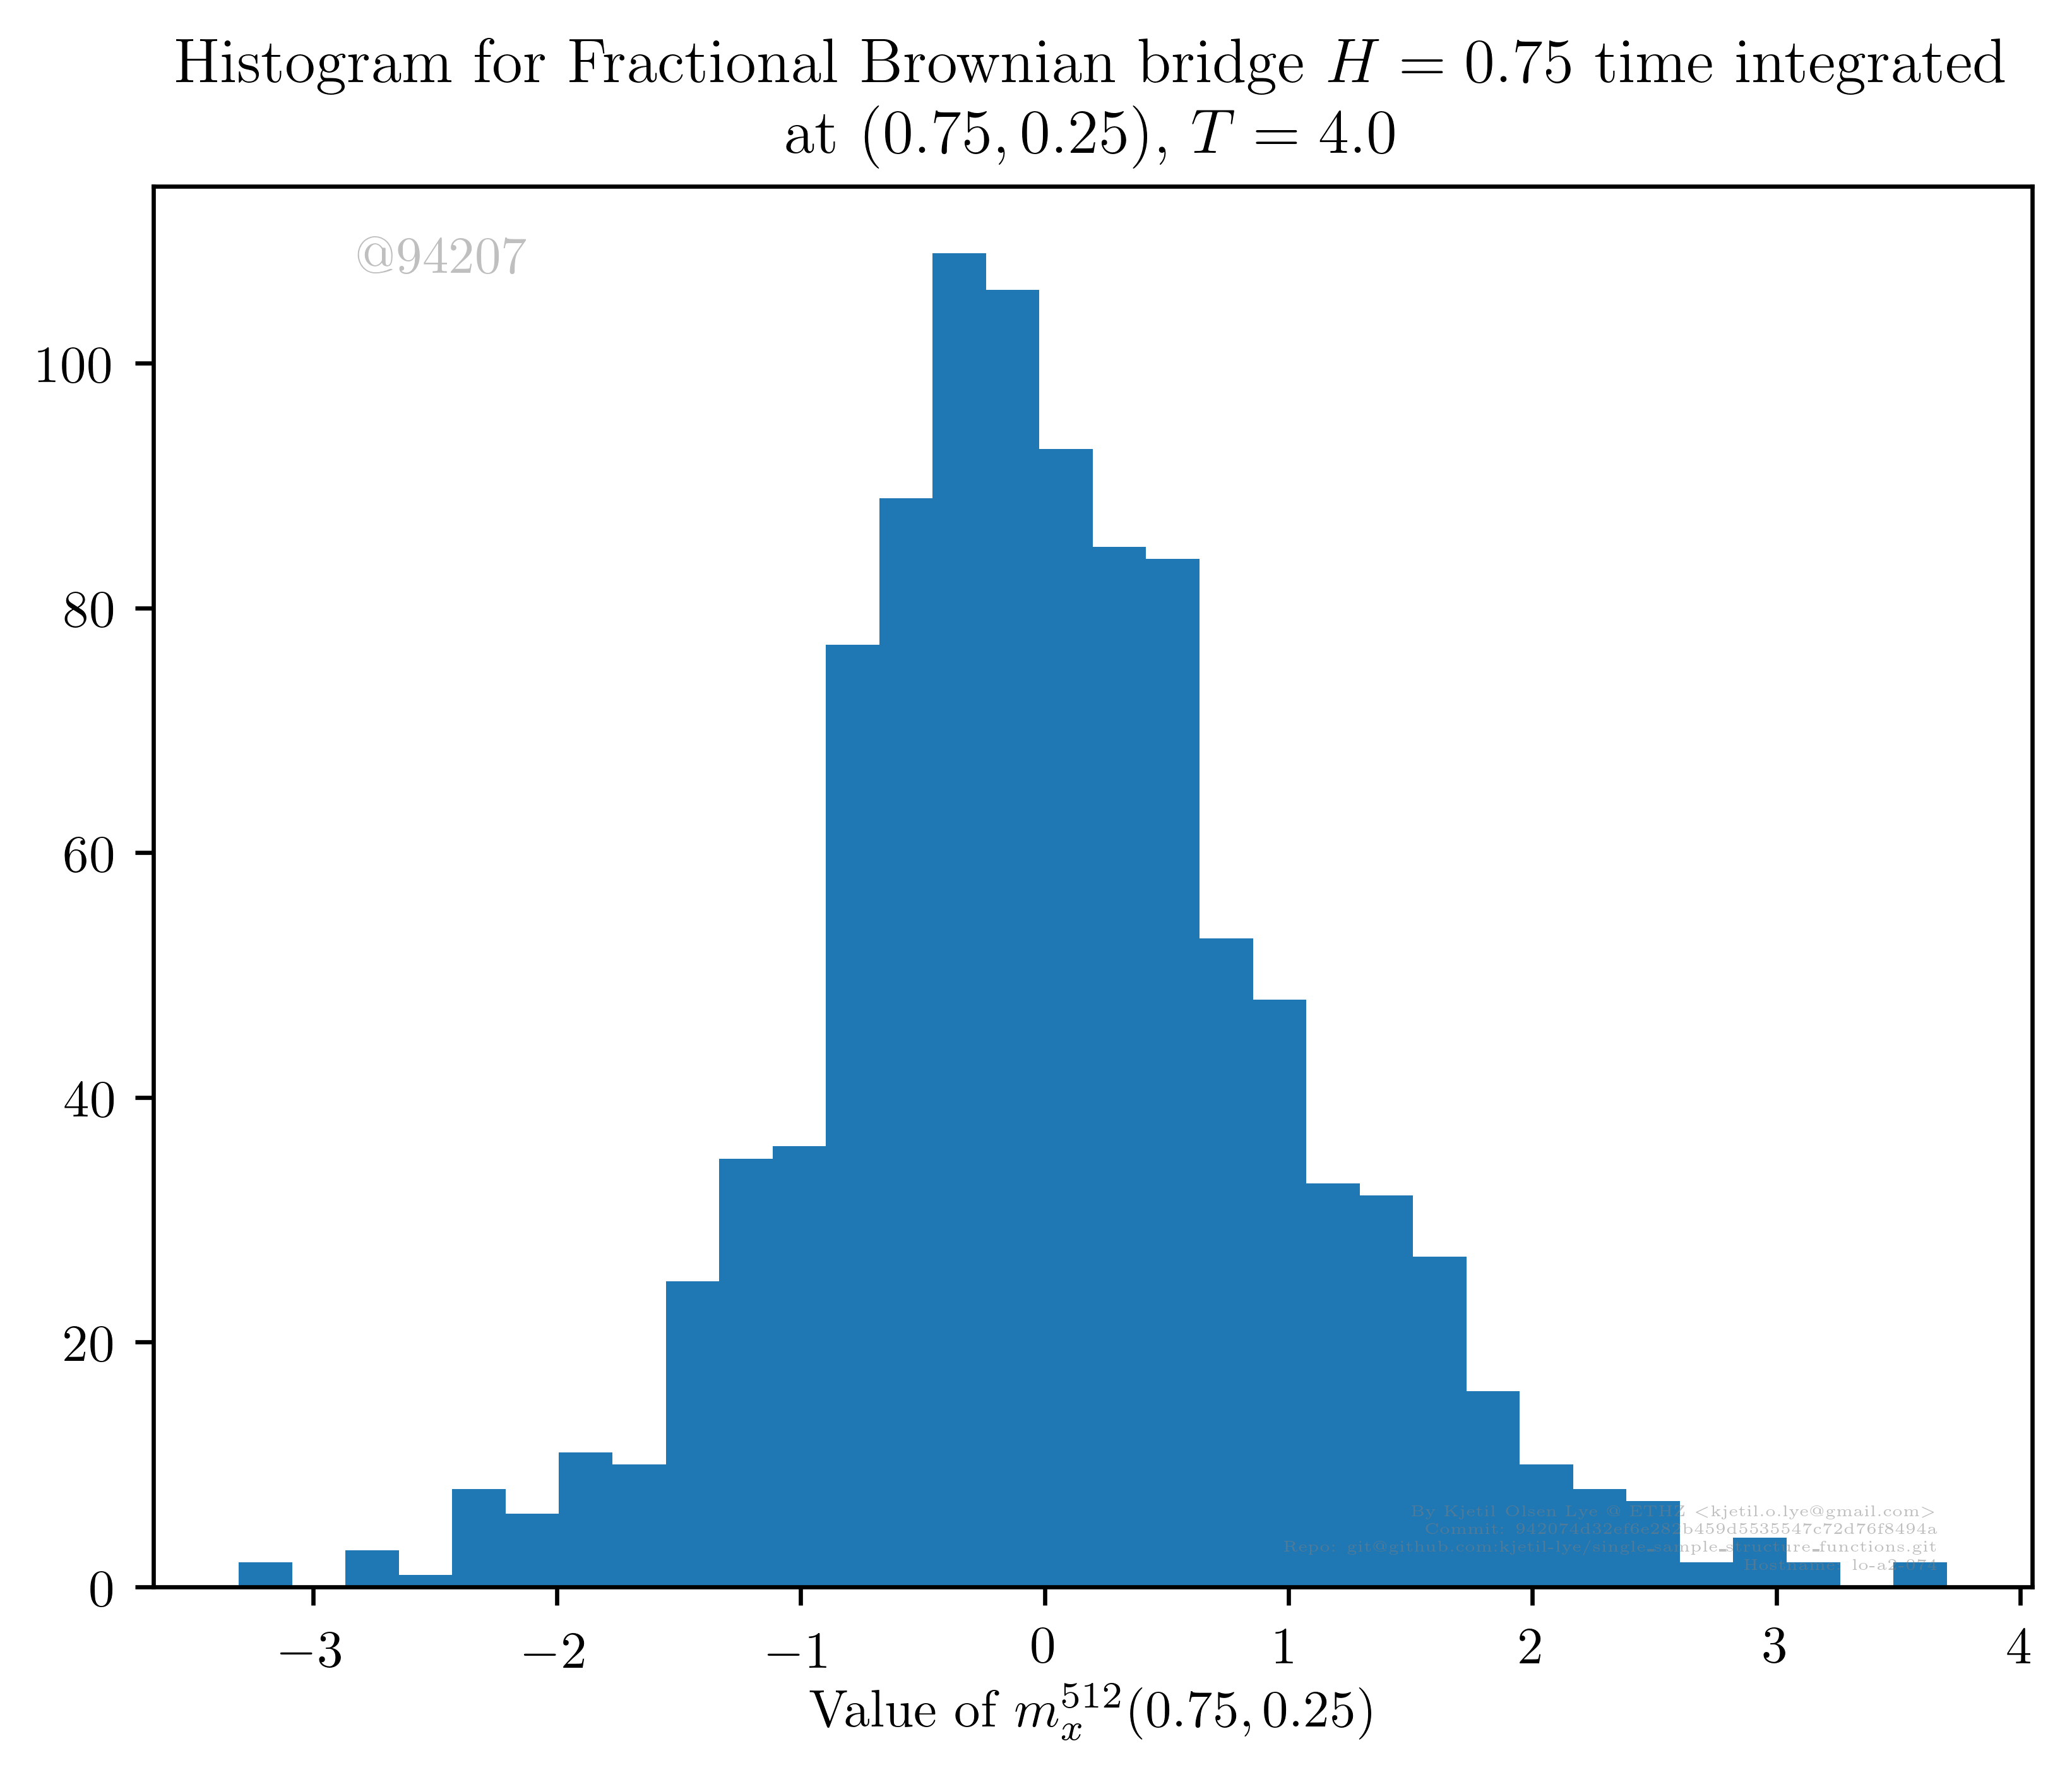 Histogram for Fractional Brownian bridge H = 0.75 time integrated
at (0.75, 0.25), T = 4.0
@94207
100
80
60
40
20
0
−3 −2 −1 0 1 2 3 4
Value of m_x^512(0.75, 0.25)
By Kjetil Olsen Lye @ ETHZ <kjetil.o.lye@gmail.com>
Commit:
Repo: git@github.com:kjetil-lye/single_sample_structure_functions.git
Hostname: